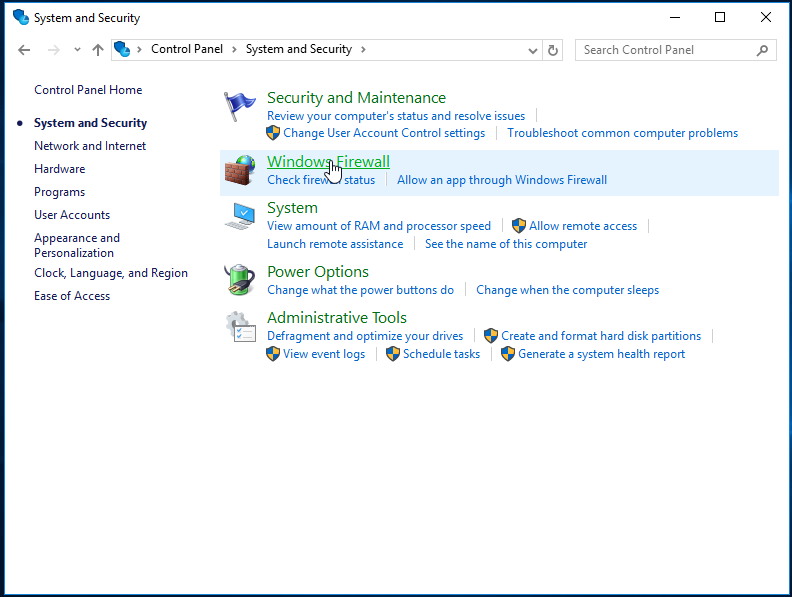 System and Security
Control Panel > System and Security >
Search Control Panel
Control Panel Home
System and Security
Network and Internet
Hardware
Programs
User Accounts
Appearance and
Personalization
Clock, Language, and Region
Ease of Access
Security and Maintenance
Review your computer's status and resolve issues
Change User Account Control settings
Troubleshoot common computer problems
Windows Firewall
Check firewall status
Allow an app through Windows Firewall
System
View amount of RAM and processor speed
Allow remote access
Launch remote assistance
See the name of this computer
Power Options
Change what the power buttons do
Change when the computer sleeps
Administrative Tools
Defragment and optimize your drives
Create and format hard disk partitions
View event logs
Schedule tasks
Generate a system health report